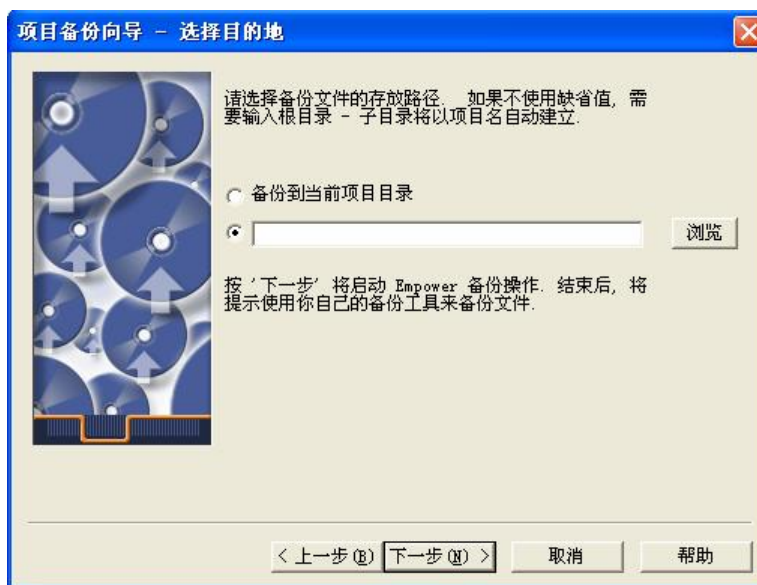 项目备份向导 - 选择目的地
请选择备份文件的存放路径. 如果不使用缺省值, 需
要输入根目录 - 子目录将以项目名自动建立.
备份到当前项目目录
浏览
按 '下一步' 将启动 Empower 备份操作. 结束后, 将
提示使用你自己的备份工具来备份文件.
< 上一步(B) 下一步(N) > 取消 帮助